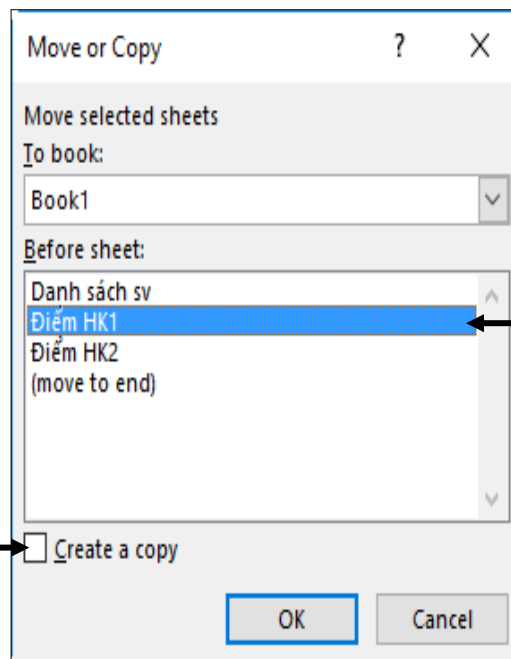 Move or Copy ?
Move selected sheets
To book:
Book1
Before sheet:
Danh sách sv
Điểm HK1
Điểm HK2
(move to end)
Create a copy
OK Cancel